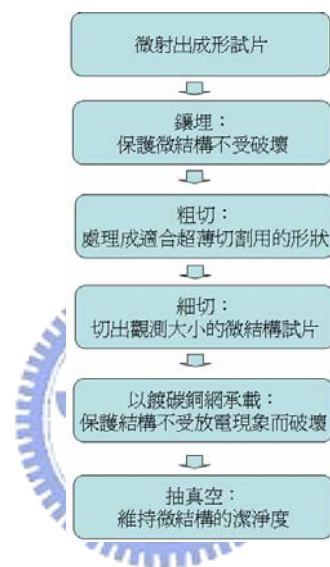 微射出成形試片
鑲埋：
保護微結構不受破壞
粗切：
處理成適合超薄切割用的形狀
細切：
切出觀測大小的微結構試片
以鍍碳銅網承載：
保護結構不受放電現象而破壞
抽真空：
維持微結構的潔淨度